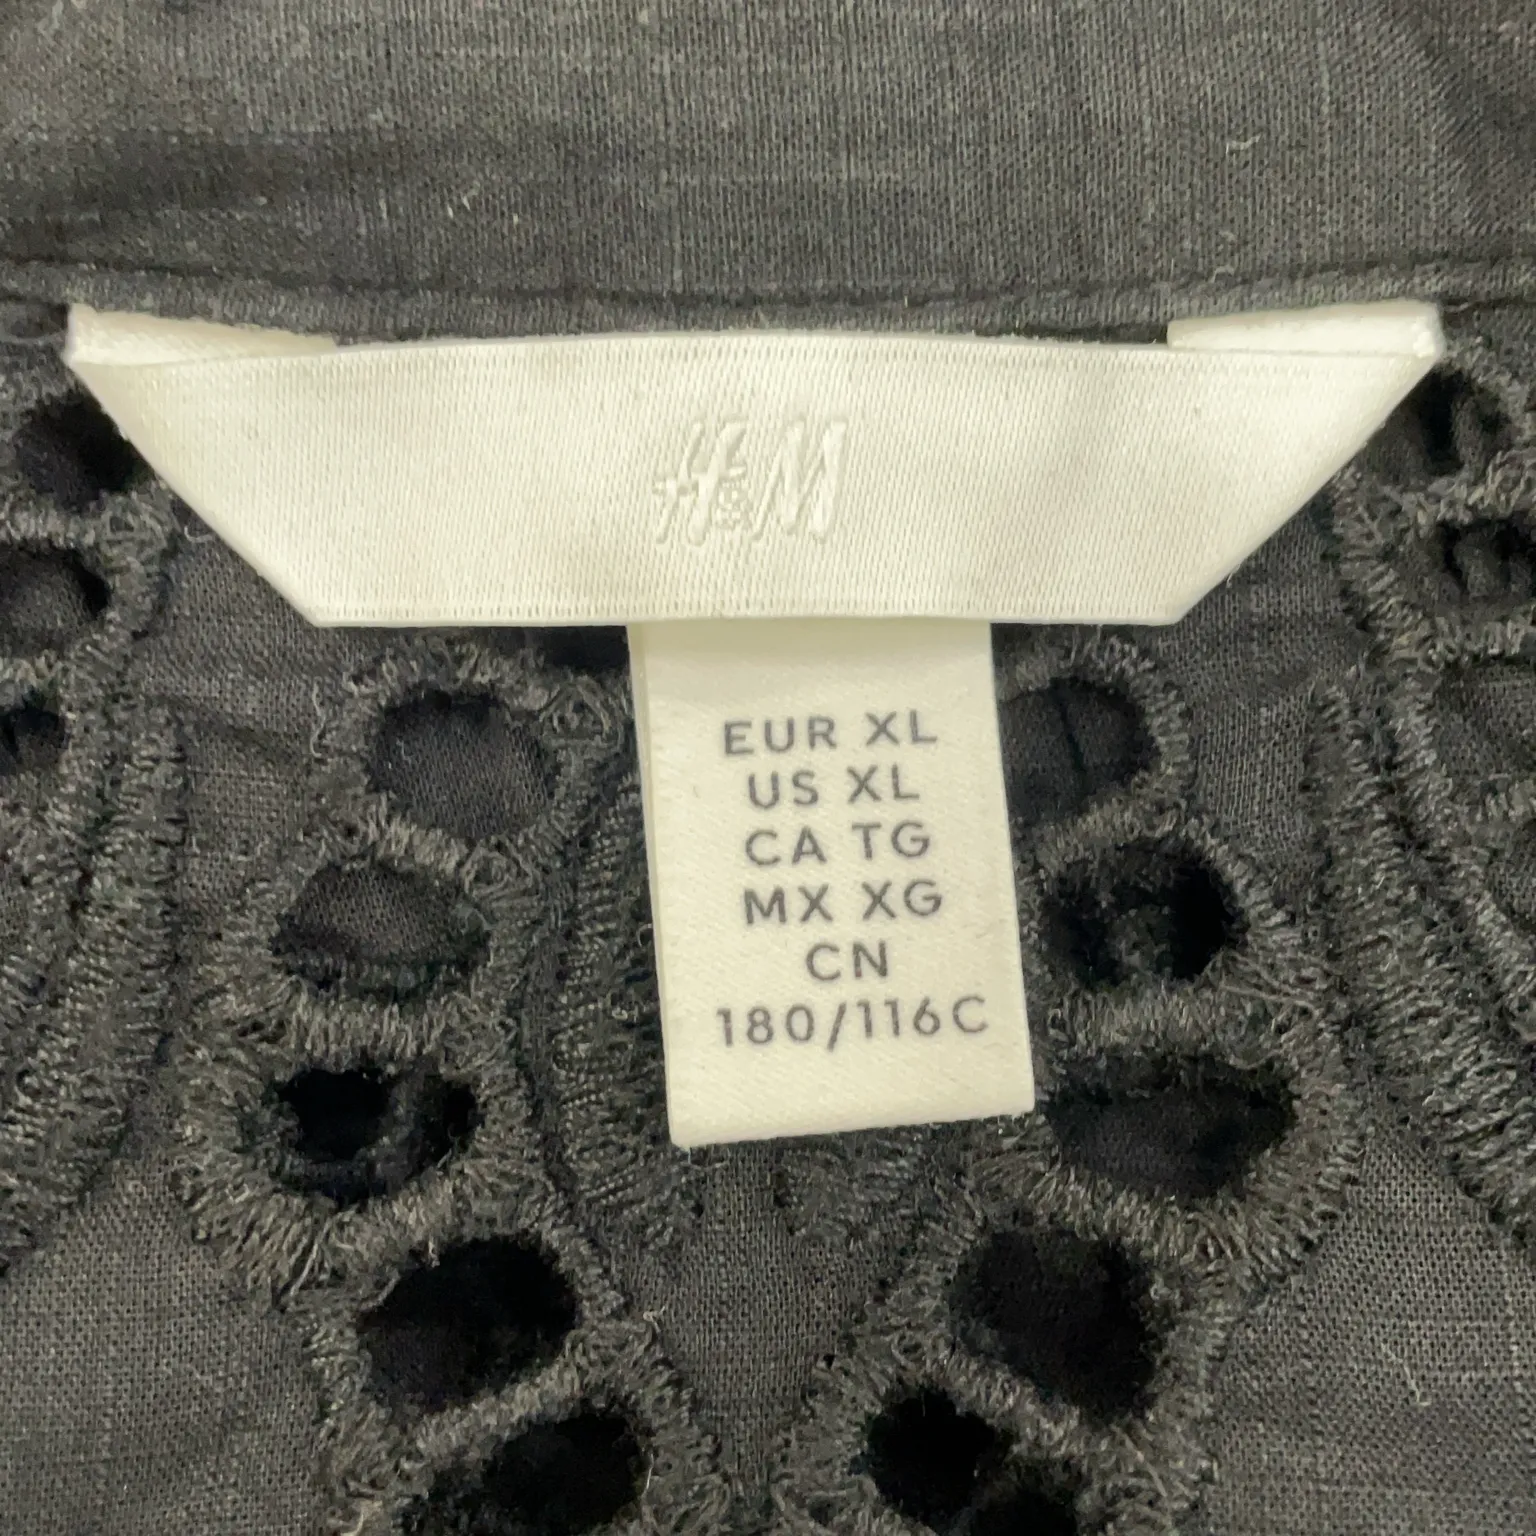 H&M
EUR XL
US XL
CA TG
MX XG
CN
180/116C